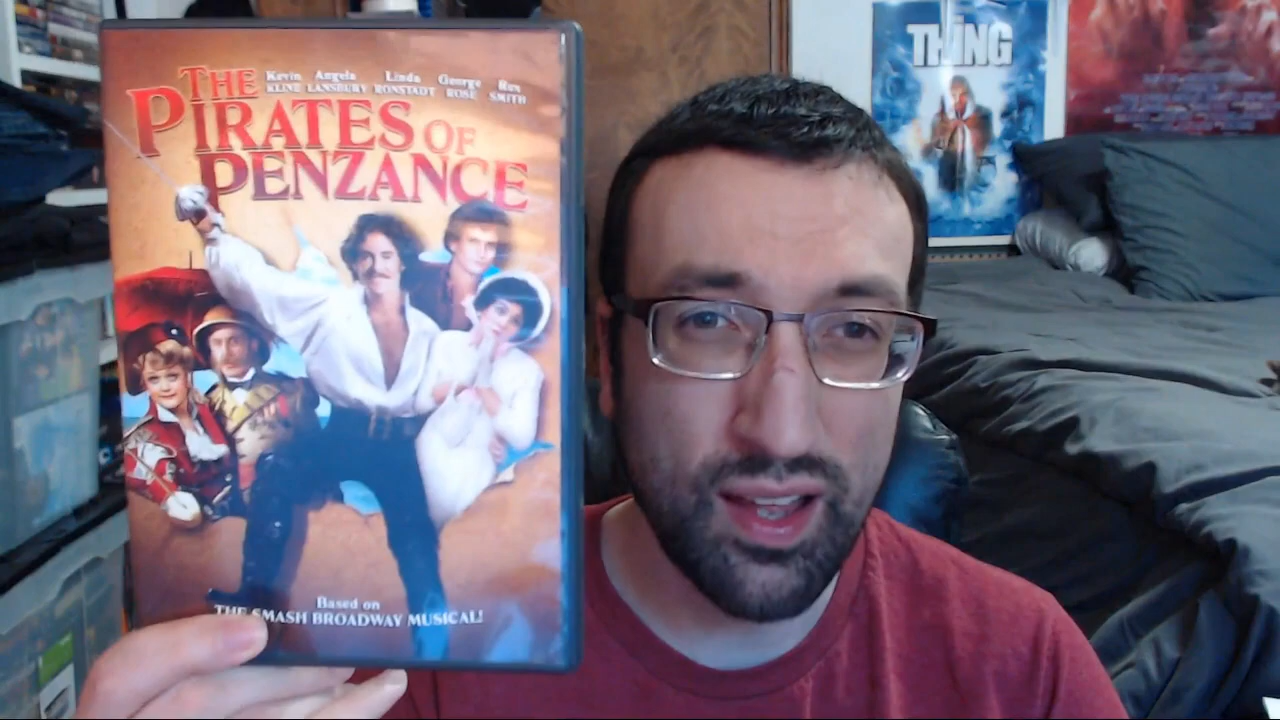 THE
Kevin Angela Linda George Rex
KLINE LANSBURY RONSTADT ROSE SMITH
PIRATES OF
PENZANCE
Based on
THE SMASH BROADWAY MUSICAL!
THE THING